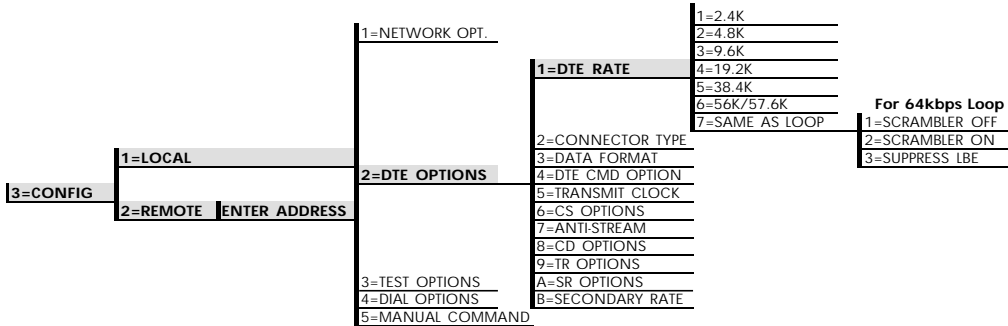 3=CONFIG
1=LOCAL
2=REMOTE ENTER ADDRESS
1=NETWORK OPT.
2=DTE OPTIONS
3=TEST OPTIONS
4=DIAL OPTIONS
5=MANUAL COMMAND
1=DTE RATE
2=CONNECTOR TYPE
3=DATA FORMAT
4=DTE CMD OPTION
5=TRANSMIT CLOCK
6=CS OPTIONS
7=ANTI-STREAM
8=CD OPTIONS
9=TR OPTIONS
A=SR OPTIONS
B=SECONDARY RATE
1=2.4K
2=4.8K
3=9.6K
4=19.2K
5=38.4K
6=56K/57.6K
7=SAME AS LOOP
For 64kbps Loop
1=SCRAMBLER OFF
2=SCRAMBLER ON
3=SUPPRESS LBE